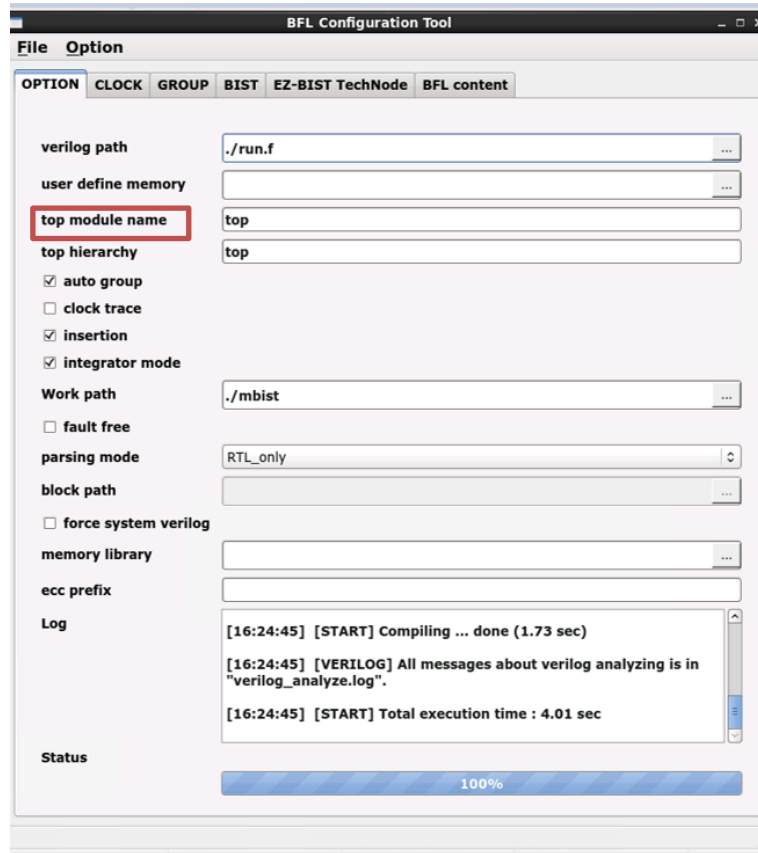 BFL Configuration Tool
File Option
OPTION CLOCK GROUP BIST EZ-BIST TechNode BFL content
verilog path ./run.f ...
user define memory ...
top module name top
top hierarchy top
auto group
clock trace
insertion
integrator mode
Work path ./mbist ...
fault free
parsing mode RTL_only
block path ...
force system verilog
memory library ...
ecc prefix
Log
[16:24:45] [START] Compiling ... done (1.73 sec)
[16:24:45] [VERILOG] All messages about verilog analyzing is in
"verilog_analyze.log".
[16:24:45] [START] Total execution time : 4.01 sec
Status
100%